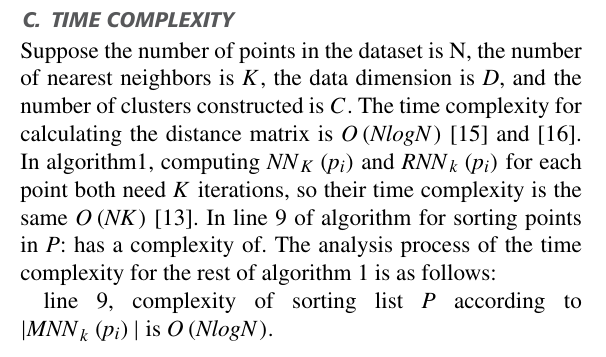 C. TIME COMPLEXITY
Suppose the number of points in the dataset is N, the number
of nearest neighbors is K, the data dimension is D, and the
number of clusters constructed is C. The time complexity for
calculating the distance matrix is O (NlogN) [15] and [16].
In algorithm1, computing NN_K (p_i) and RNN_k (p_i) for each
point both need K iterations, so their time complexity is the
same O (NK) [13]. In line 9 of algorithm for sorting points
in P: has a complexity of. The analysis process of the time
complexity for the rest of algorithm 1 is as follows:
line 9, complexity of sorting list P according to
|MNN_k (p_i) | is O (NlogN).